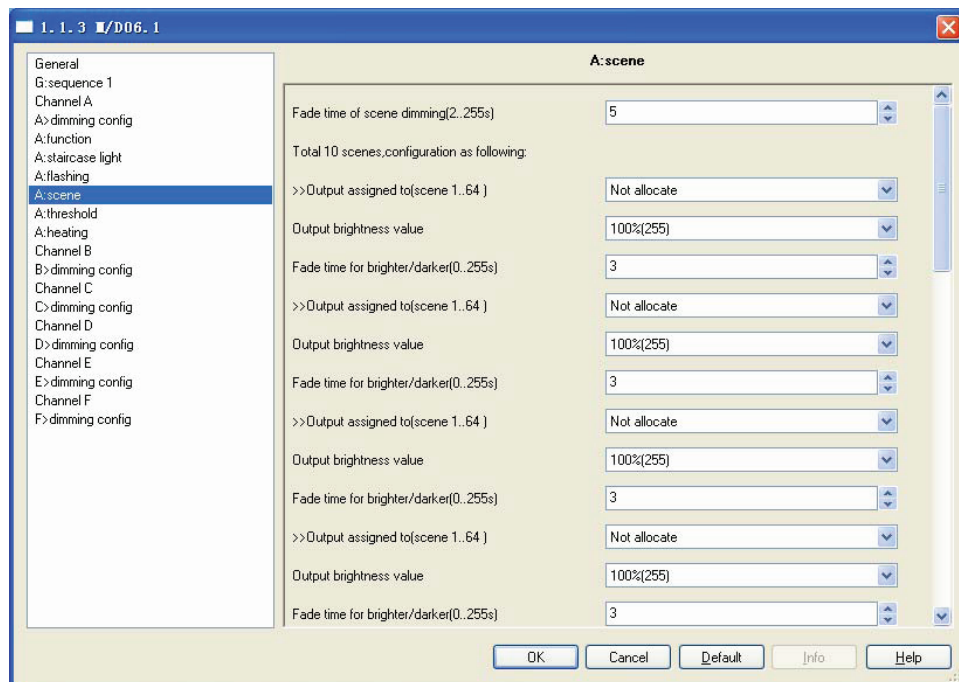 1.1.3 M/D06.1
General
G:sequence 1
Channel A
A>dimming config
A:function
A:staircase light
A:flashing
A:scene
A:threshold
A:heating
Channel B
B>dimming config
Channel C
C>dimming config
Channel D
D>dimming config
Channel E
E>dimming config
Channel F
F>dimming config
A:scene
Fade time of scene dimming(2..255s) 5
Total 10 scenes,configuration as following:
>>Output assigned to(scene 1..64 ) Not allocate
Output brightness value 100%(255)
Fade time for brighter/darker(0..255s) 3
>>Output assigned to(scene 1..64 ) Not allocate
Output brightness value 100%(255)
Fade time for brighter/darker(0..255s) 3
>>Output assigned to(scene 1..64 ) Not allocate
Output brightness value 100%(255)
Fade time for brighter/darker(0..255s) 3
>>Output assigned to(scene 1..64 ) Not allocate
Output brightness value 100%(255)
Fade time for brighter/darker(0..255s) 3
OK Cancel Default Info Help